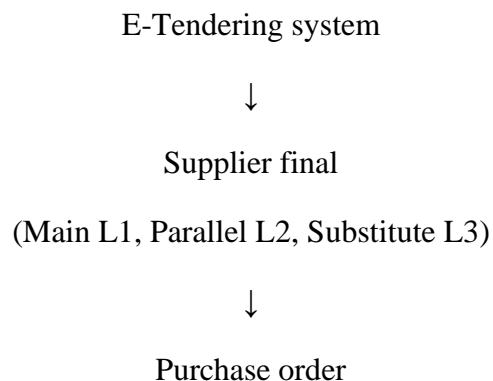 E-Tendering system
↓
Supplier final
(Main L1, Parallel L2, Substitute L3)
↓
Purchase order